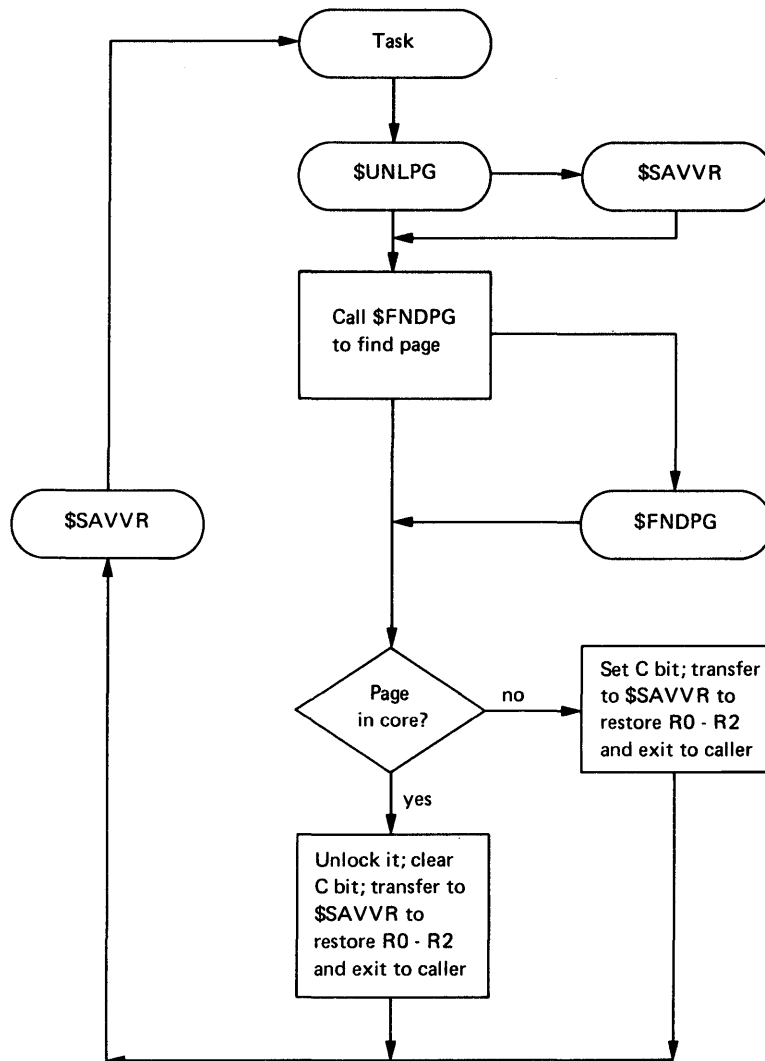 Task
$UNLPG
$SAVVR
Call $FNDPG
to find page
$SAVVR
$FNDPG
Page
in core?
no
Set C bit; transfer
to $SAVVR to
restore R0 - R2
and exit to caller
yes
Unlock it; clear
C bit; transfer to
$SAVVR to
restore R0 - R2
and exit to caller